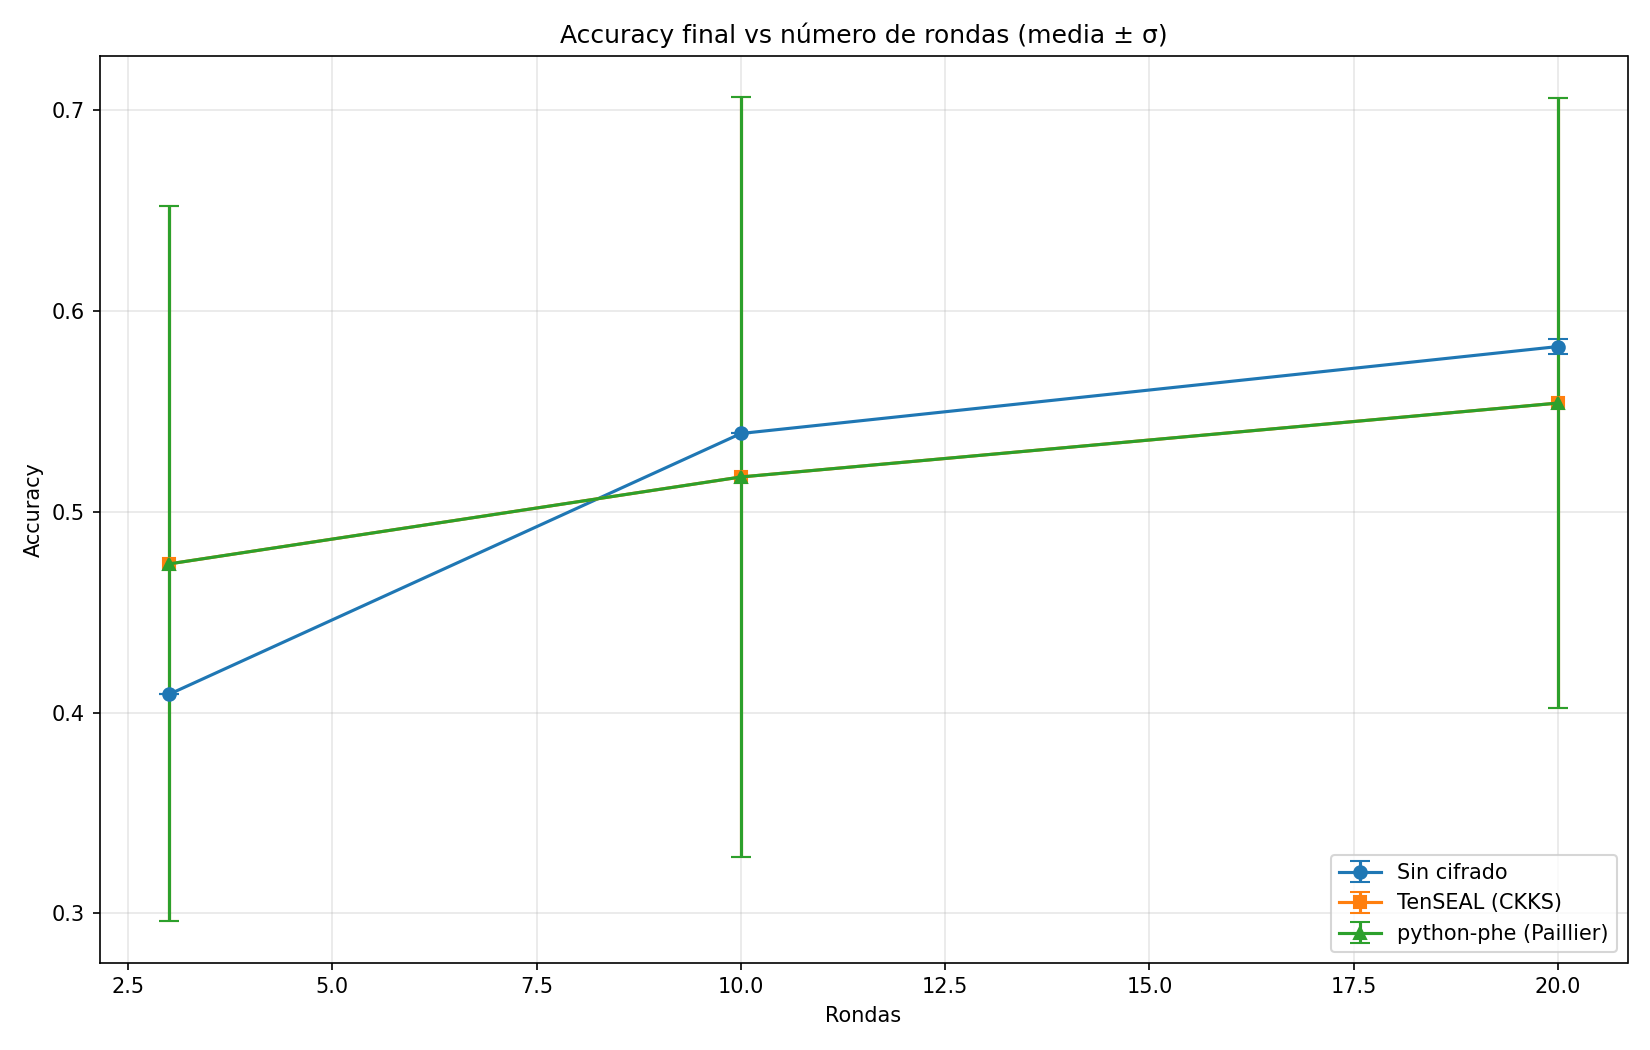 Accuracy final vs número de rondas (media ± σ)
Accuracy
0.7
0.6
0.5
0.4
0.3
2.5 5.0 7.5 10.0 12.5 15.0 17.5 20.0
Rondas
Sin cifrado
TenSEAL (CKKS)
python-phe (Paillier)